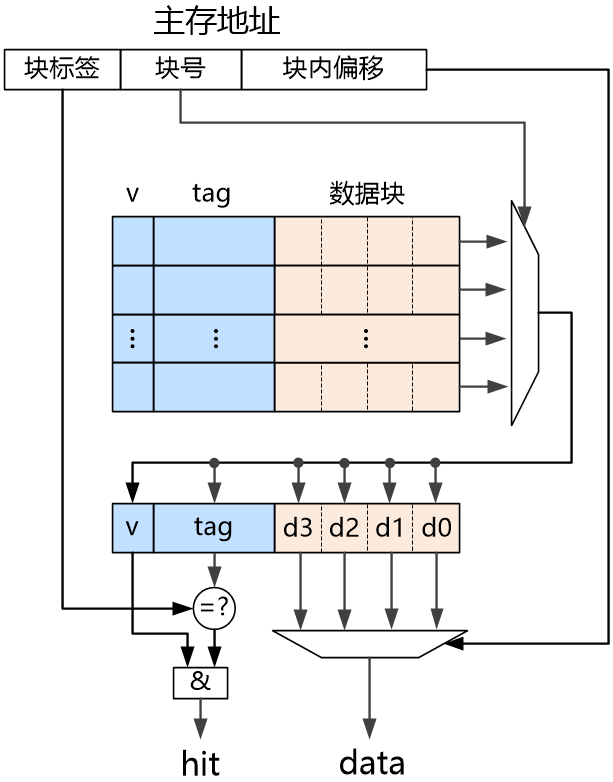 主存地址
块标签 块号 块内偏移
v tag 数据块
⋮ ⋮ ⋮
v tag d3 d2 d1 d0
=?
&
hit data